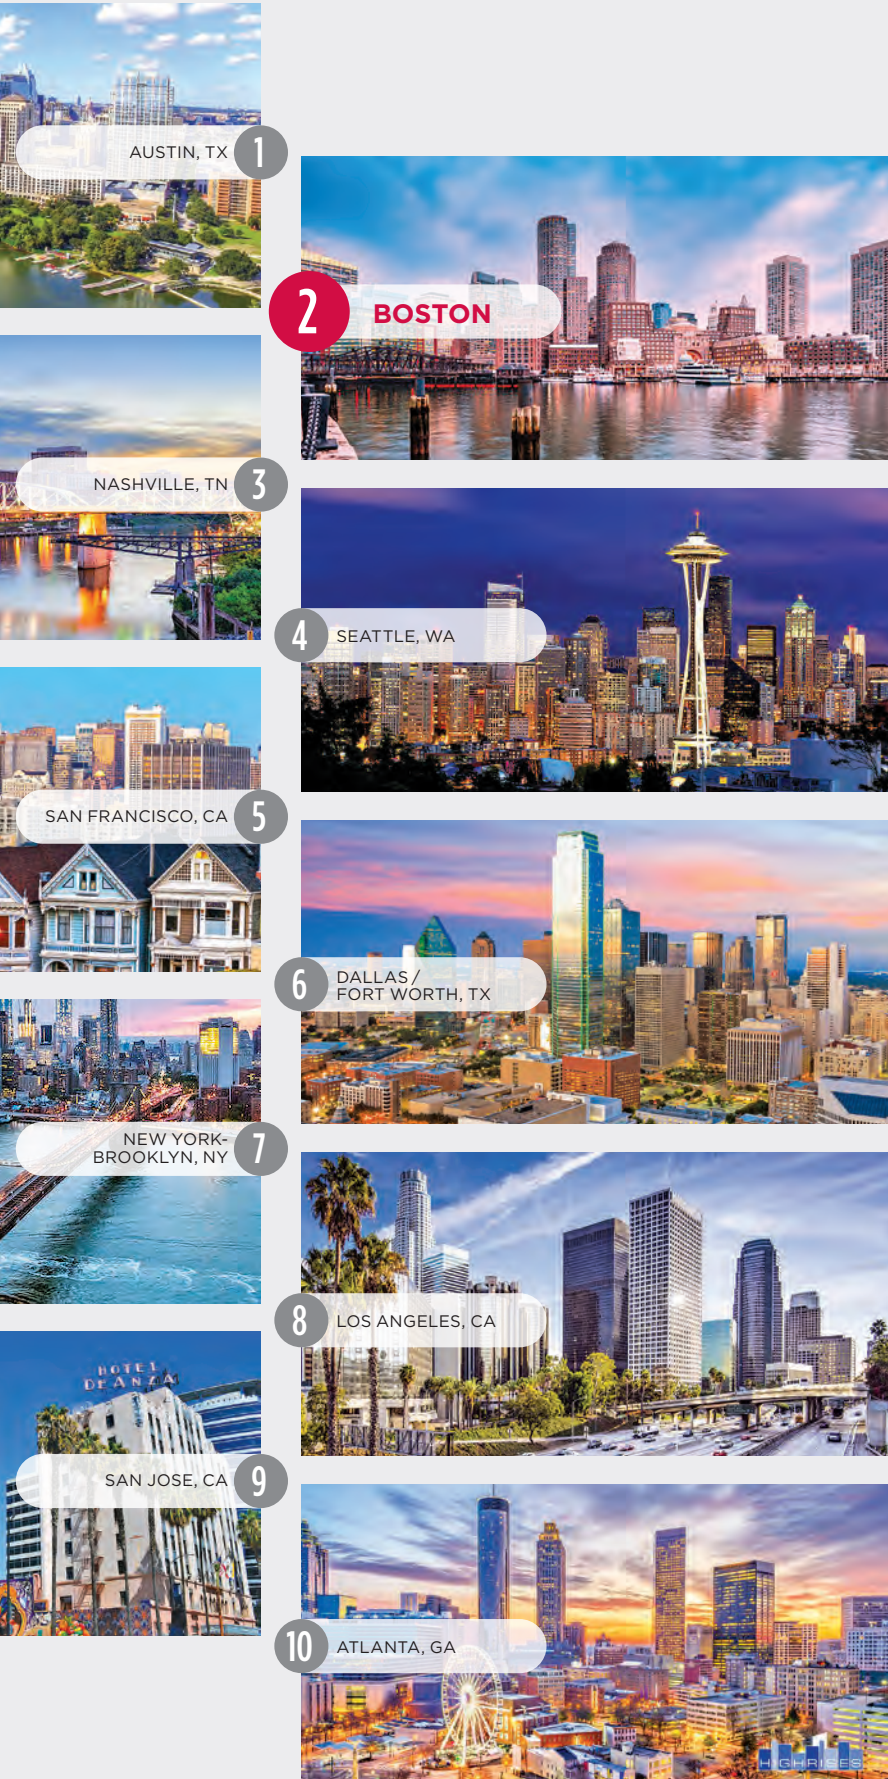 AUSTIN, TX
1
2
BOSTON
NASHVILLE, TN
3
4
SEATTLE, WA
SAN FRANCISCO, CA
5
6
DALLAS /
FORT WORTH, TX
NEW YORK-
BROOKLYN, NY
7
8
LOS ANGELES, CA
HOTEL
DE ANZA
SAN JOSE, CA
9
10
ATLANTA, GA
HIGHRISES